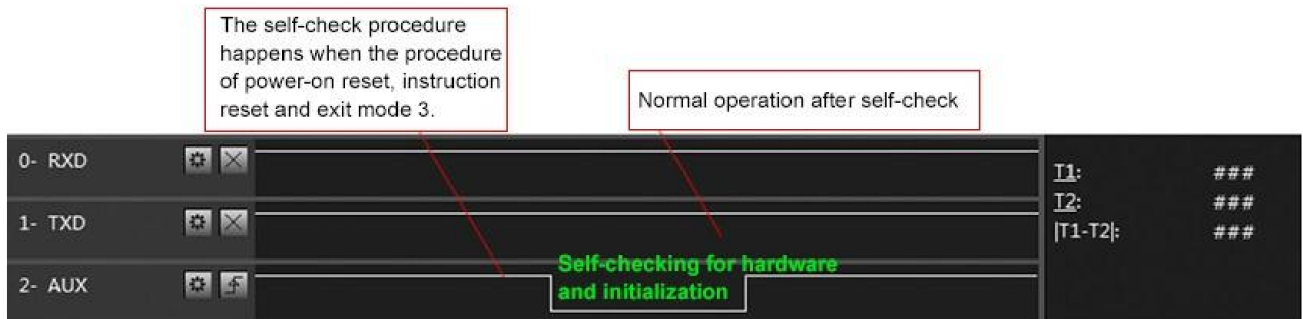 The self-check procedure
happens when the procedure
of power-on reset, instruction
reset and exit mode 3.
Normal operation after self-check
0- RXD
T1: ###
T2: ###
1- TXD
|T1-T2|: ###
Self-checking for hardware
and initialization
2- AUX